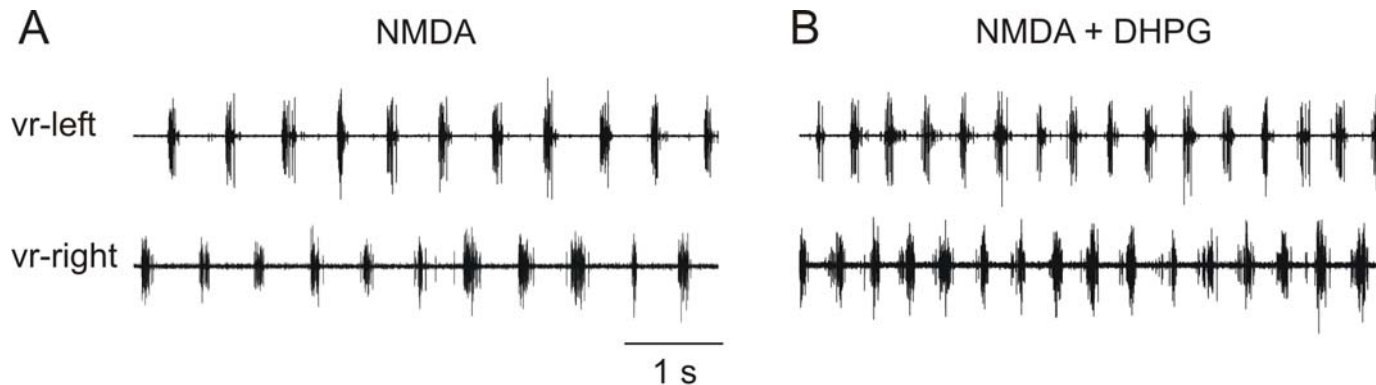 A
NMDA
B
NMDA + DHPG
vr-left
vr-right
1 s